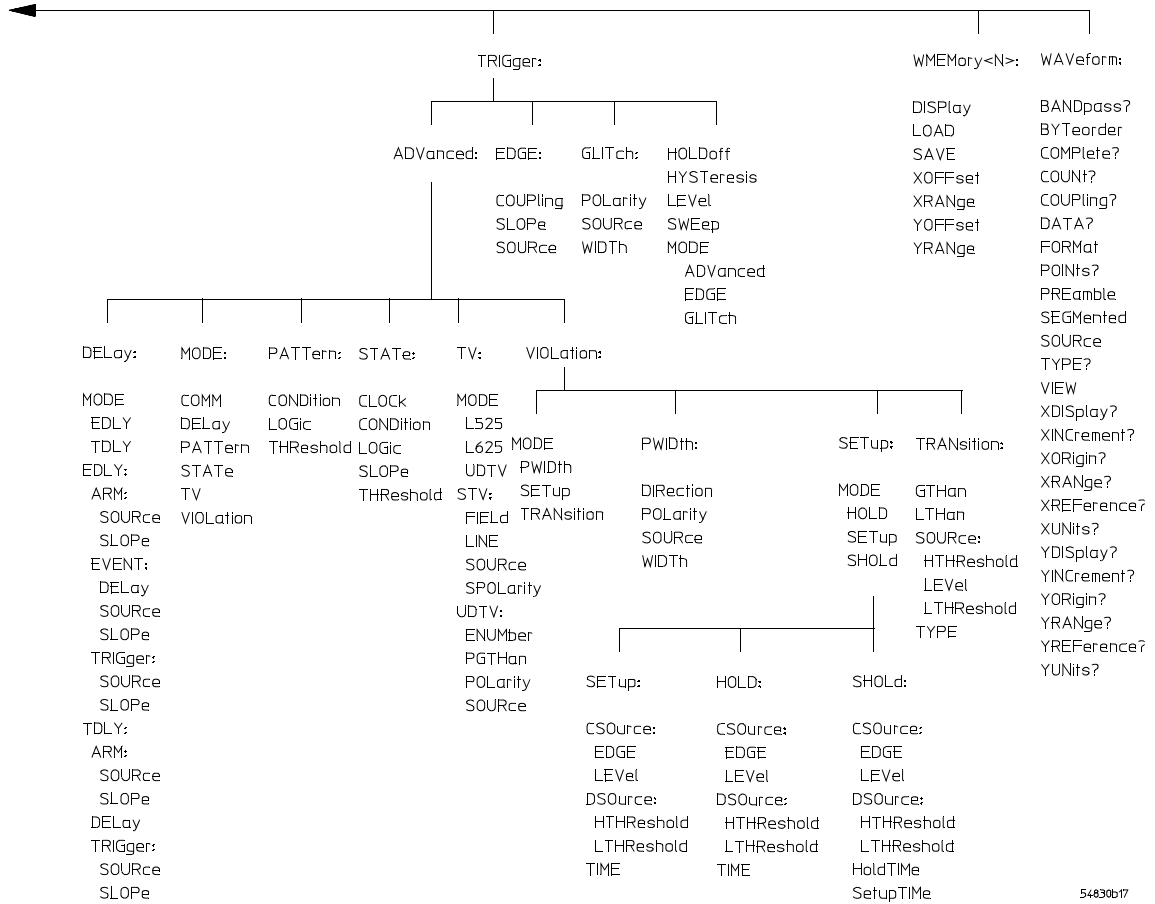 TRIGger:
ADVanced:
EDGE:
COUPling
SLOPe
SOURce
GLITch:
POLarity
SOURce
WIDTh
HOLDoff
HYSTeresis
LEVel
SWEep
MODE
ADVanced
EDGE
GLITch
DELay:
MODE
EDLY
TDLY
EDLY:
ARM:
SOURce
SLOPe
EVENT:
DELay
SOURce
SLOPe
TRIGger:
SOURce
SLOPe
TDLY:
ARM:
SOURce
SLOPe
DELay
TRIGger:
SOURce
SLOPe
MODE:
COMM
DELay
PATTern
STATe
TV
VIOLation
PATTern:
CONDition
LOGic
THReshold
STATe:
CLOCk
CONDition
LOGic
SLOPe
THReshold
TV:
MODE
L525
L625
UDTV
STV:
FIELd
LINE
SOURce
SPOLarity
UDTV:
ENUMber
PGTHan
POLarity
SOURce
VIOLation:
MODE
PWIDth
SETup
TRANsition
PWIDth:
DIRection
POLarity
SOURce
WIDTh
SETup:
MODE
HOLD
SETup
SHOLd
TRANsition:
GTHan
LTHan
SOURce:
HTHReshold
LEVel
LTHReshold
TYPE
SETup:
CSOurce:
EDGE
LEVel
DSOurce:
HTHReshold
LTHReshold
TIME
HOLD:
CSOurce:
EDGE
LEVel
DSOurce:
HTHReshold
LTHReshold
TIME
SHOLd:
CSOurce:
EDGE
LEVel
DSOurce:
HTHReshold
LTHReshold
HoldTIMe
SetupTIMe
WMEMory<N>:
DISPlay
LOAD
SAVE
XOFFset
XRANge
YOFFset
YRANge
WAVeform:
BANDpass?
BYTeorder
COMPlete?
COUNt?
COUPling?
DATA?
FORMat
POINts?
PREamble
SEGMented
SOURce
TYPE?
VIEW
XDISplay?
XINCrement?
XORigin?
XRANge?
XREFerence?
XUNits?
YDISplay?
YINCrement?
YORigin?
YRANge?
YREFerence?
YUNits?
54830b17